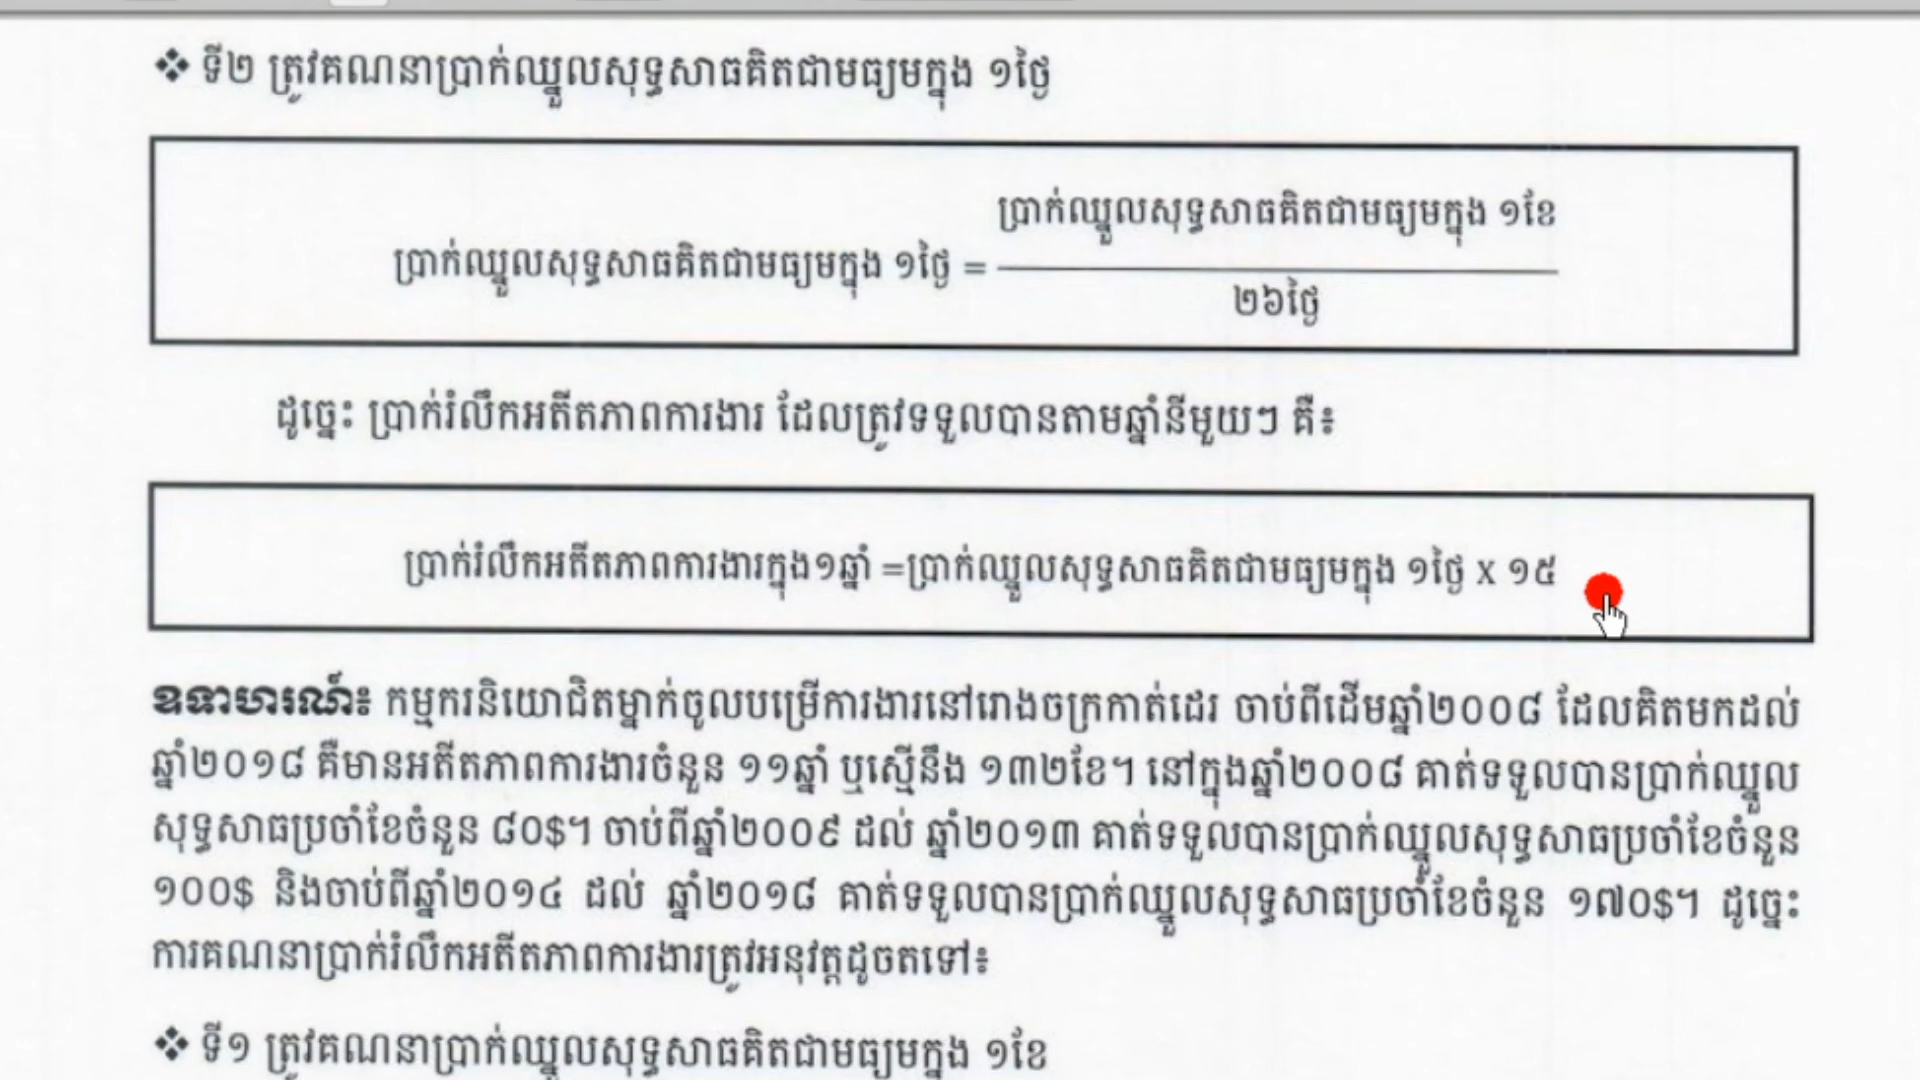 ❖ ទី២ ត្រូវគណនាប្រាក់ឈ្នួលសុទ្ធសាធគិតជាមធ្យមក្នុង ១ថ្ងៃ
ប្រាក់ឈ្នួលសុទ្ធសាធគិតជាមធ្យមក្នុង ១ថ្ងៃ =
ប្រាក់ឈ្នួលសុទ្ធសាធគិតជាមធ្យមក្នុង ១ខែ
២៦ថ្ងៃ
ដូច្នេះ ប្រាក់រំលឹកអតីតភាពការងារ ដែលត្រូវទទួលបានតាមឆ្នាំនីមួយៗ គឺ៖
ប្រាក់រំលឹកអតីតភាពការងារក្នុង១ឆ្នាំ =ប្រាក់ឈ្នួលសុទ្ធសាធគិតជាមធ្យមក្នុង ១ថ្ងៃ x ១៥
ឧទាហរណ៍៖ កម្មករនិយោជិតម្នាក់ចូលបម្រើការងារនៅរោងចក្រកាត់ដេរ ចាប់ពីដើមឆ្នាំ២០០៨ ដែលគិតមកដល់
ឆ្នាំ២០១៨ គឺមានអតីតភាពការងារចំនួន ១១ឆ្នាំ ឬស្មើនឹង ១៣២ខែ។ នៅក្នុងឆ្នាំ២០០៨ គាត់ទទួលបានប្រាក់ឈ្នួល
សុទ្ធសាធប្រចាំខែចំនួន ៨០$។ ចាប់ពីឆ្នាំ២០០៩ ដល់ ឆ្នាំ២០១៣ គាត់ទទួលបានប្រាក់ឈ្នួលសុទ្ធសាធប្រចាំខែចំនួន
១០០$ និងចាប់ពីឆ្នាំ២០១៤ ដល់ ឆ្នាំ២០១៨ គាត់ទទួលបានប្រាក់ឈ្នួលសុទ្ធសាធប្រចាំខែចំនួន ១៧០$។ ដូច្នេះ
ការគណនាប្រាក់រំលឹកអតីតភាពការងារត្រូវអនុវត្តដូចតទៅ៖
❖ ទី១ ត្រូវគណនាប្រាក់ឈ្នួលសុទ្ធសាធគិតជាមធ្យមក្នុង ១ខែ